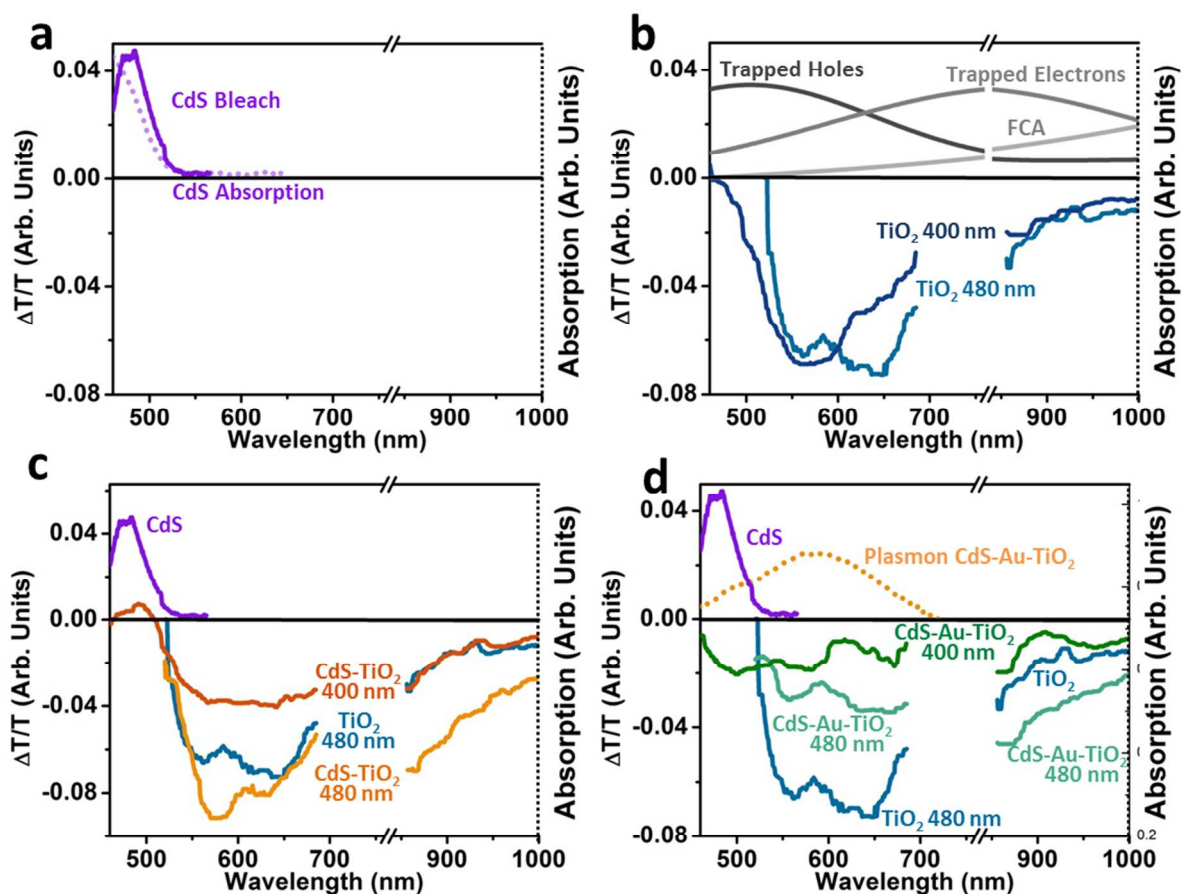 a
ΔT/T (Arb. Units)
0.04
0.00
-0.04
-0.08
CdS Bleach
CdS Absorption
500
600
700
900
1000
Wavelength (nm)
Absorption (Arb. Units)
b
ΔT/T (Arb. Units)
0.04
0.00
-0.04
-0.08
Trapped Holes
Trapped Electrons
FCA
TiO₂ 400 nm
TiO₂ 480 nm
500
600
700
900
1000
Wavelength (nm)
Absorption (Arb. Units)
c
ΔT/T (Arb. Units)
0.04
0.00
-0.04
-0.08
CdS
CdS-TiO₂
400 nm
TiO₂
480 nm
CdS-TiO₂
480 nm
500
600
700
900
1000
Wavelength (nm)
Absorption (Arb. Units)
d
ΔT/T (Arb. Units)
0.04
0.00
-0.04
-0.08
CdS
Plasmon CdS-Au-TiO₂
CdS-Au-TiO₂
400 nm
TiO₂
CdS-Au-TiO₂
480 nm
CdS-Au-TiO₂
480 nm
TiO₂ 480 nm
0.2
500
600
700
900
1000
Wavelength (nm)
Absorption (Arb. Units)